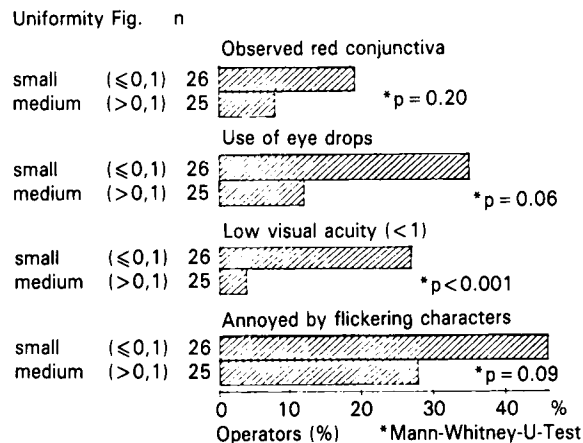 Uniformity Fig. n
Observed red conjunctiva
small (⩽0,1) 26
medium (>0,1) 25
*p = 0.20
Use of eye drops
small (⩽0,1) 26
medium (>0,1) 25
*p = 0.06
Low visual acuity (<1)
small (⩽0,1) 26
medium (>0,1) 25
*p<0.001
Annoyed by flickering characters
small (⩽0,1) 26
medium (>0,1) 25
*p = 0.09
0 10 20 30 40 %
Operators (%) *Mann-Whitney-U-Test